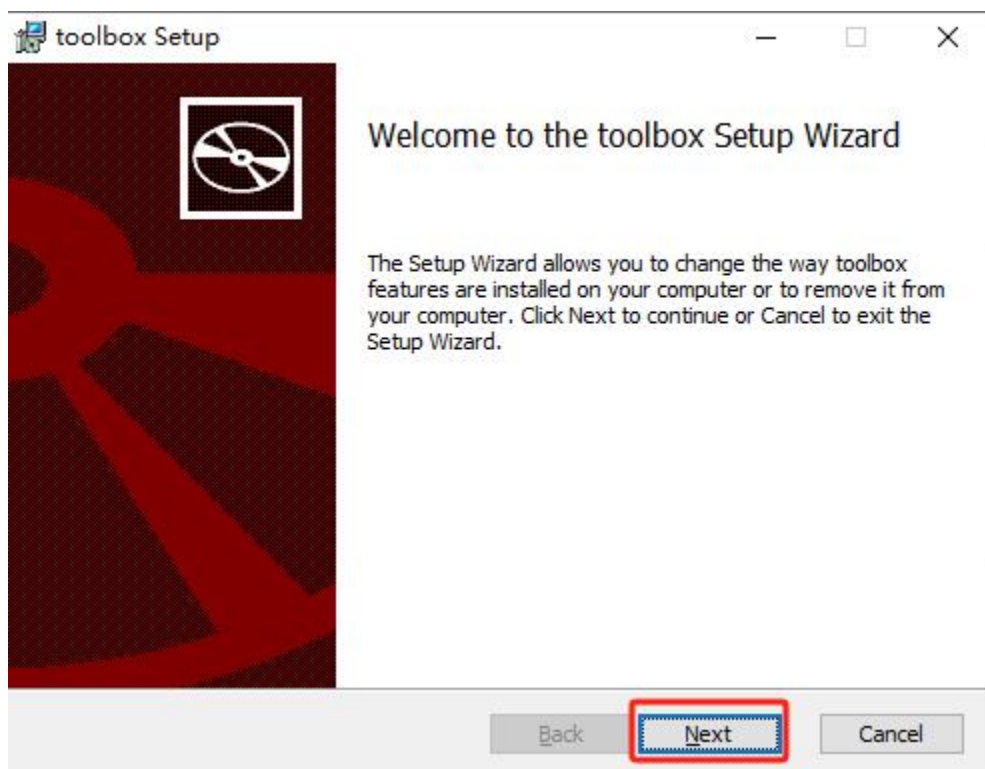 toolbox Setup
Welcome to the toolbox Setup Wizard
The Setup Wizard allows you to change the way toolbox
features are installed on your computer or to remove it from
your computer. Click Next to continue or Cancel to exit the
Setup Wizard.
Back Next Cancel